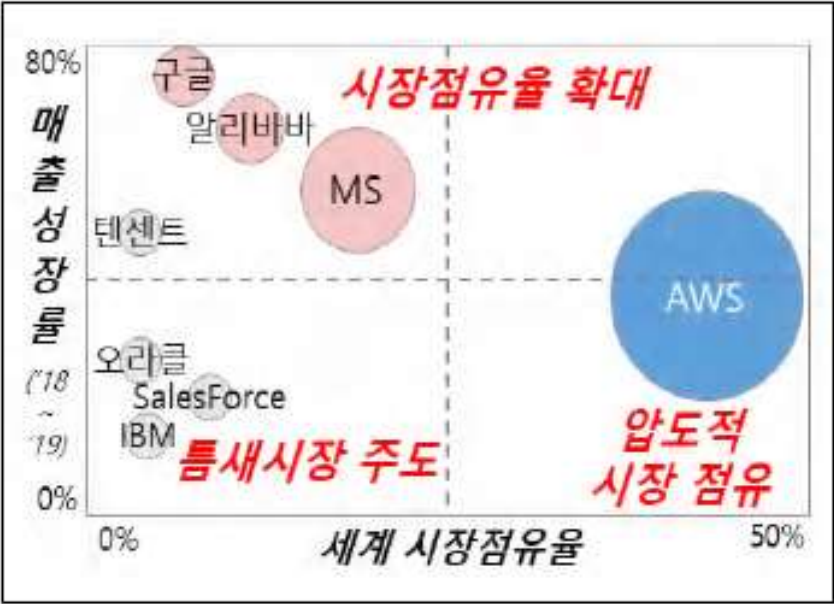 80%
구글
시장점유율 확대
알리바바
매출성장률
MS
텐센트
AWS
오라클
('18
~
'19)
SalesForce
IBM
틈새시장 주도
압도적
시장 점유
0%
0%
세계 시장점유율
50%